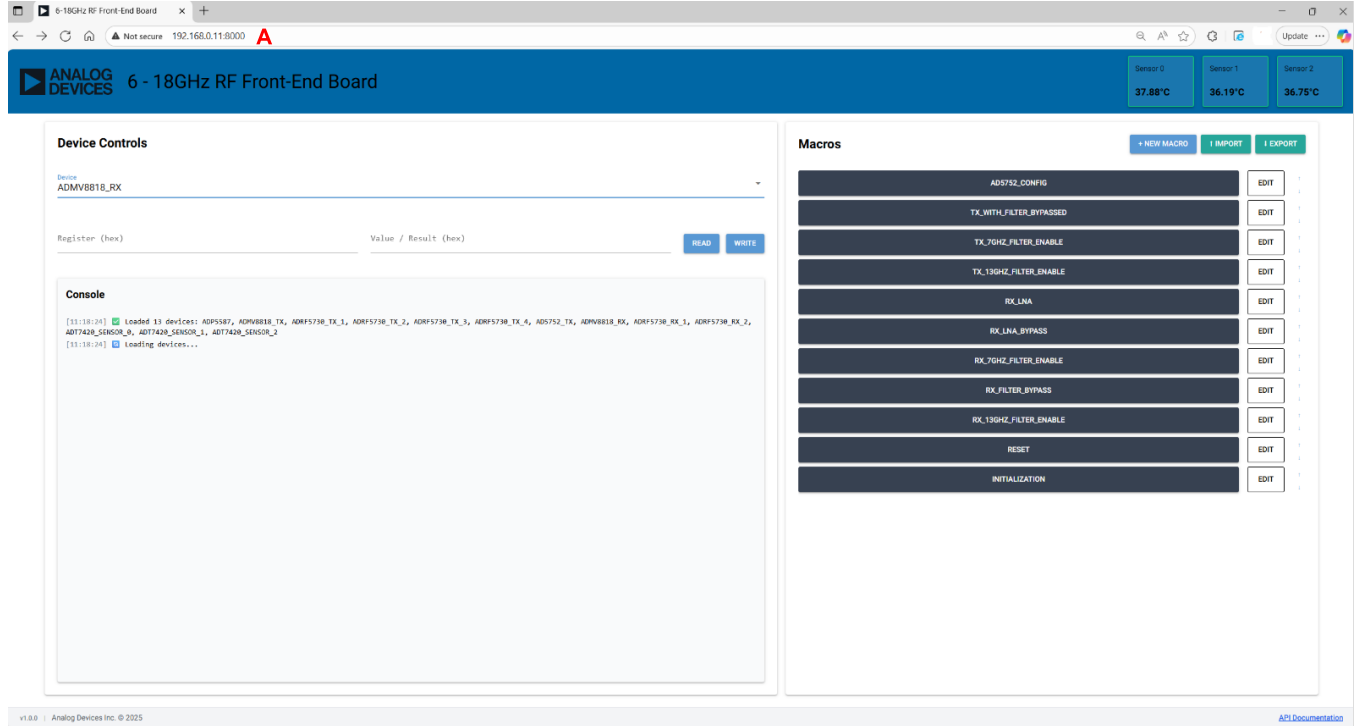 6-18GHz RF Front-End Board
Not secure 192.168.0.11:8000 A Update
ANALOG
DEVICES
6 - 18GHz RF Front-End Board
Sensor 0
37.88°C
Sensor 1
36.19°C
Sensor 2
36.75°C
Device Controls
Device
ADMV8818_RX
Register (hex) Value / Result (hex) READ WRITE
Console
[11:18:24] ✅ Loaded 13 devices: ADP5587, ADMV8818_TX, ADRF5730_TX_1, ADRF5730_TX_2, ADRF5730_TX_3, ADRF5730_TX_4, AD5752_TX, ADMV8818_RX, ADRF5730_RX_1, ADRF5730_RX_2,
ADT7420_SENSOR_0, ADT7420_SENSOR_1, ADT7420_SENSOR_2
[11:18:24] Loading devices...
Macros + NEW MACRO IMPORT EXPORT
AD5752_CONFIG EDIT
TX_WITH_FILTER_BYPASSED EDIT
TX_7GHZ_FILTER_ENABLE EDIT
TX_13GHZ_FILTER_ENABLE EDIT
RX_LNA EDIT
RX_LNA_BYPASS EDIT
RX_7GHZ_FILTER_ENABLE EDIT
RX_FILTER_BYPASS EDIT
RX_13GHZ_FILTER_ENABLE EDIT
RESET EDIT
INITIALIZATION EDIT
v1.0.0 | Analog Devices Inc. © 2025 API Documentation